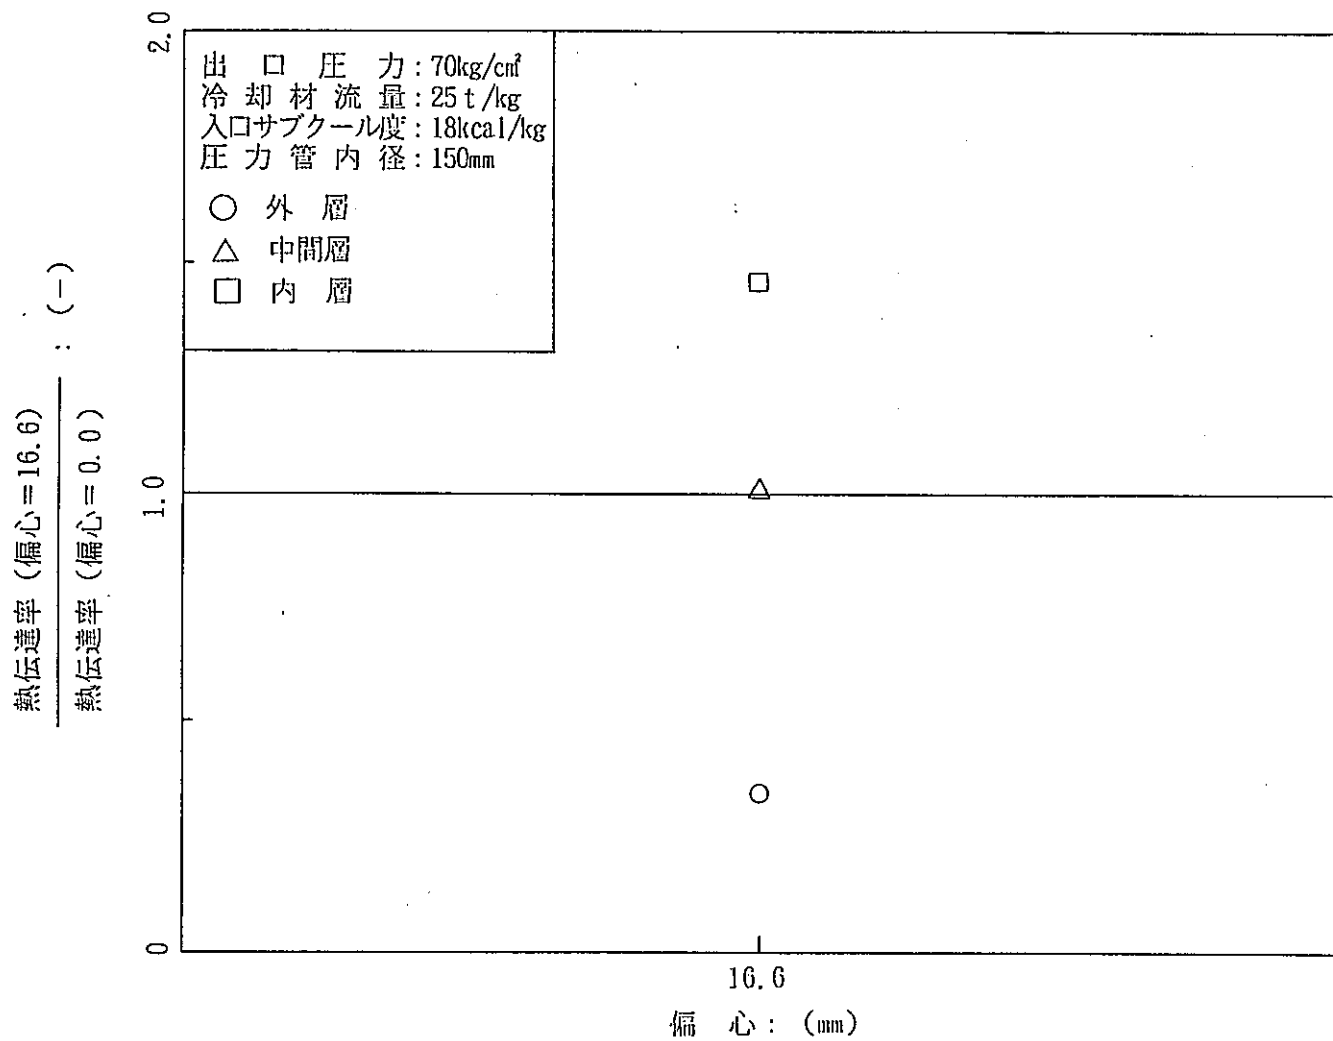 2.0
出口圧力:70kg/c㎡
冷却材流量:25t/kg
入口サブクール度:18kcal/kg
圧力管内径:150mm
○ 外層
△ 中間層
□ 内層
1.0
0
熱伝達率(偏心=16.6)
熱伝達率(偏心=0.0)
:(-)
16.6
偏心:(mm)